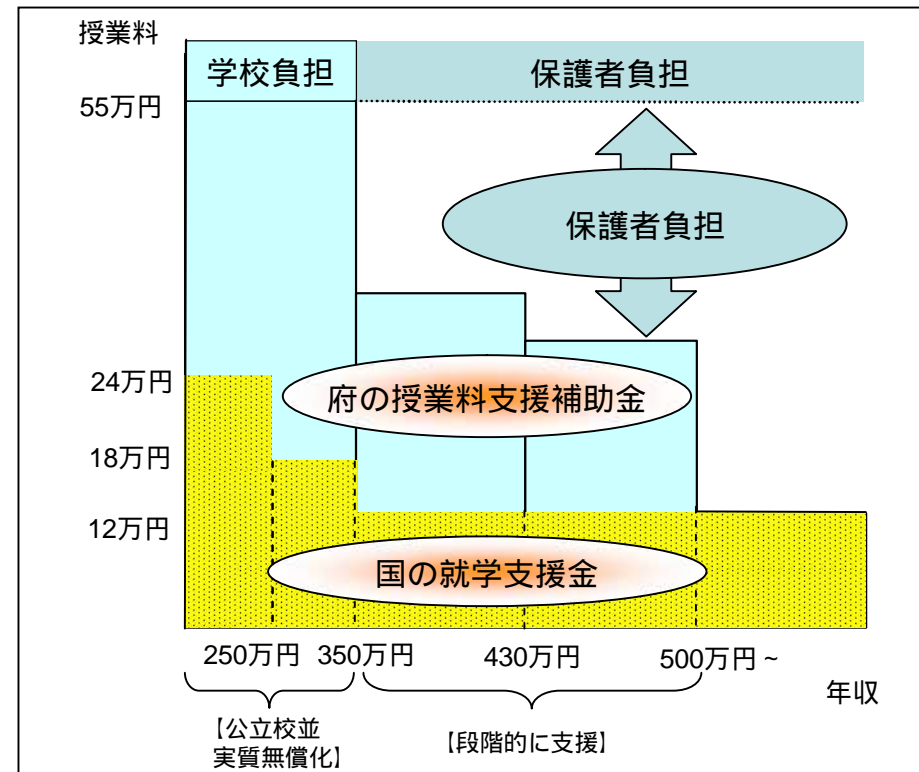 授業料
学校負担
保護者負担
55万円
保護者負担
24万円
府の授業料支援補助金
18万円
12万円
国の就学支援金
250万円
350万円
430万円
500万円 ~
年収
【公立校並
実質無償化】
【段階的に支援】